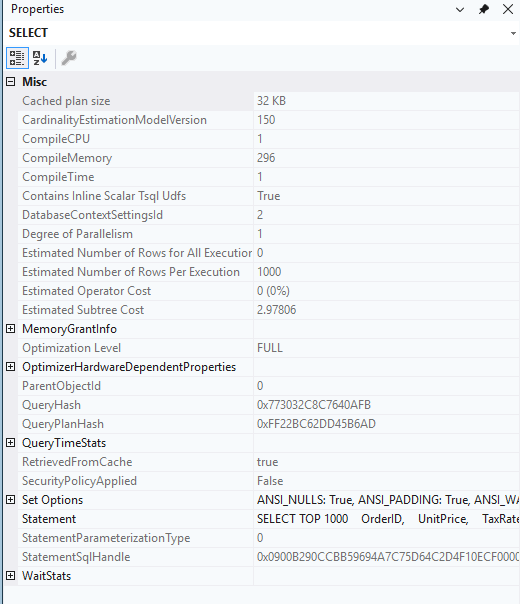 Properties
SELECT
Misc
Cached plan size 32 KB
CardinalityEstimationModelVersion 150
CompileCPU 1
CompileMemory 296
CompileTime 1
Contains Inline Scalar Tsql Udfs True
DatabaseContextSettingsId 2
Degree of Parallelism 1
Estimated Number of Rows for All Execution 0
Estimated Number of Rows Per Execution 1000
Estimated Operator Cost 0 (0%)
Estimated Subtree Cost 2.97806
MemoryGrantInfo
Optimization Level FULL
OptimizerHardwareDependentProperties
ParentObjectId 0
QueryHash 0x773032C8C7640AFB
QueryPlanHash 0xFF22BC62DD45B6AD
QueryTimeStats
RetrievedFromCache true
SecurityPolicyApplied False
Set Options ANSI_NULLS: True, ANSI_PADDING: True, ANSI_WA
Statement SELECT TOP 1000 OrderID, UnitPrice, TaxRate
StatementParameterizationType 0
StatementSqlHandle 0x0900B290CCBB59694A7C75D64C2D4F10ECF0000
WaitStats